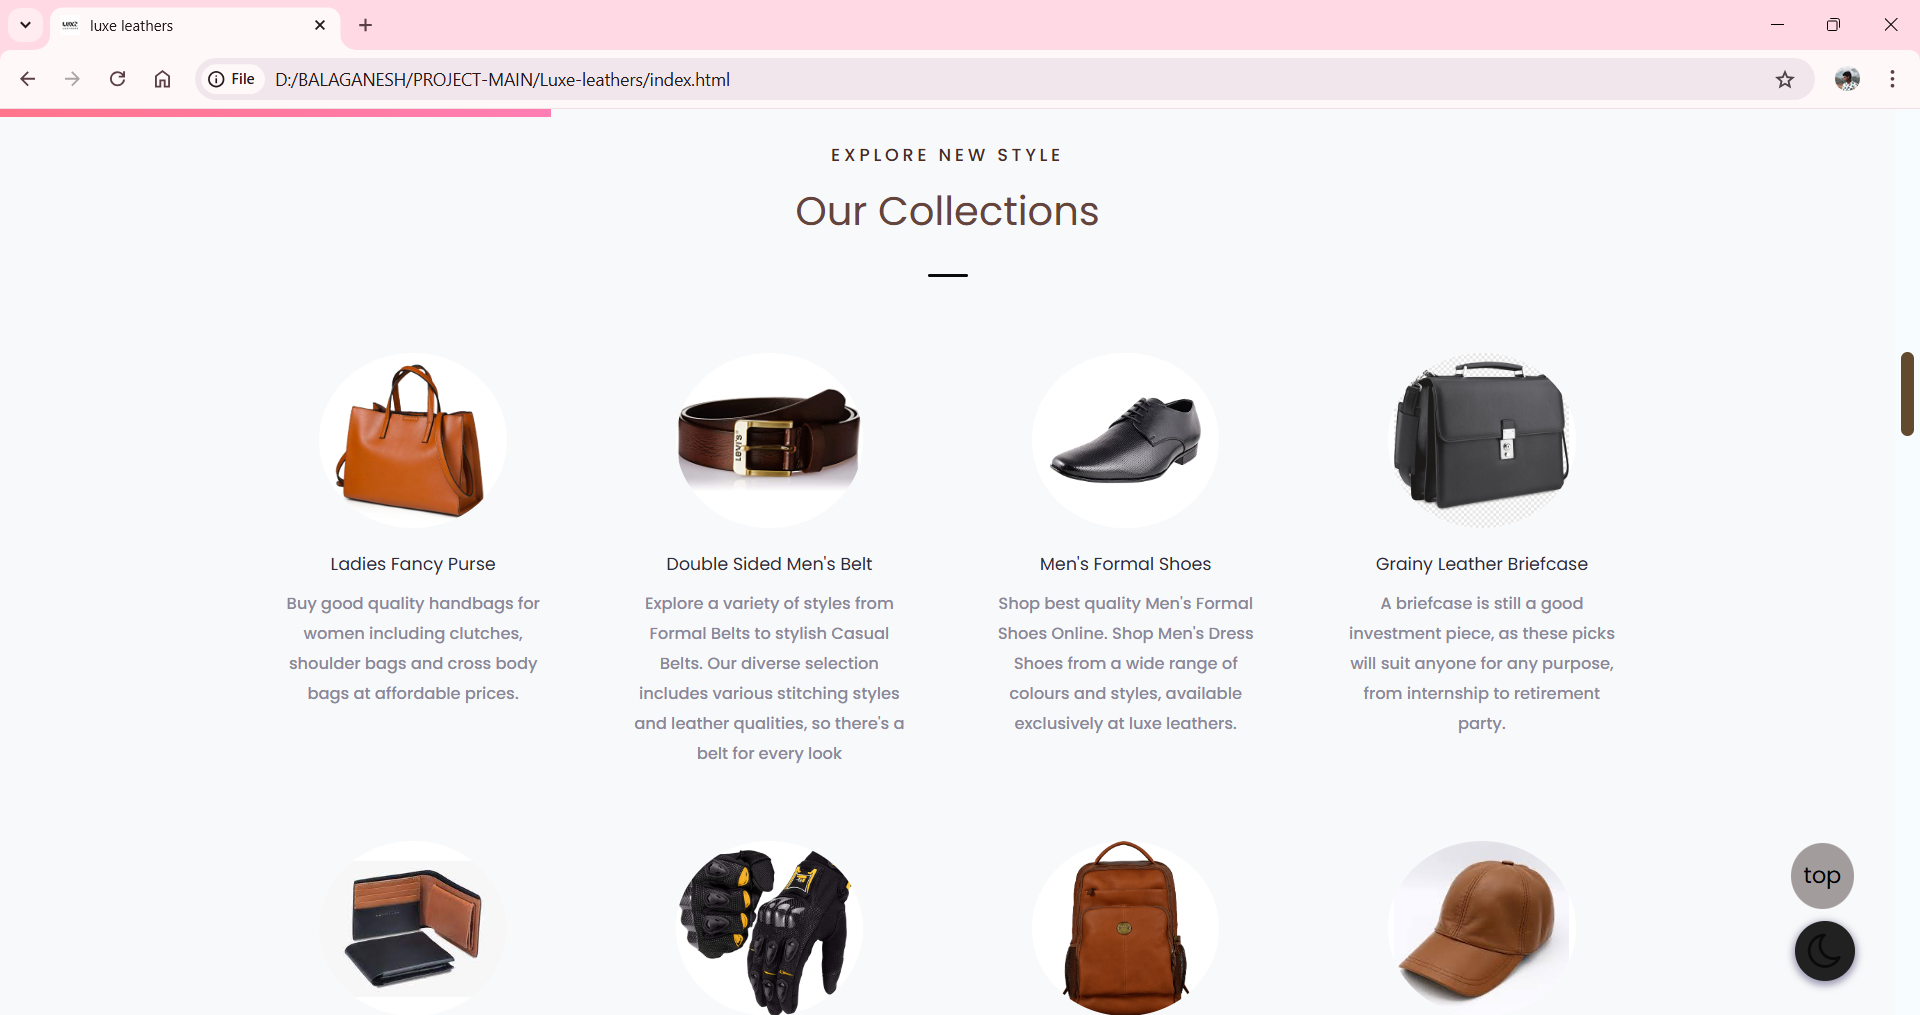 luxe leathers
File
D:/BALAGANESH/PROJECT-MAIN/Luxe-leathers/index.html
EXPLORE NEW STYLE
Our Collections
LEVI'S
Ladies Fancy Purse
Buy good quality handbags for
women including clutches,
shoulder bags and cross body
bags at affordable prices.
Double Sided Men's Belt
Explore a variety of styles from
Formal Belts to stylish Casual
Belts. Our diverse selection
includes various stitching styles
and leather qualities, so there's a
belt for every look
Men's Formal Shoes
Shop best quality Men's Formal
Shoes Online. Shop Men's Dress
Shoes from a wide range of
colours and styles, available
exclusively at luxe leathers.
Grainy Leather Briefcase
A briefcase is still a good
investment piece, as these picks
will suit anyone for any purpose,
from internship to retirement
party.
top